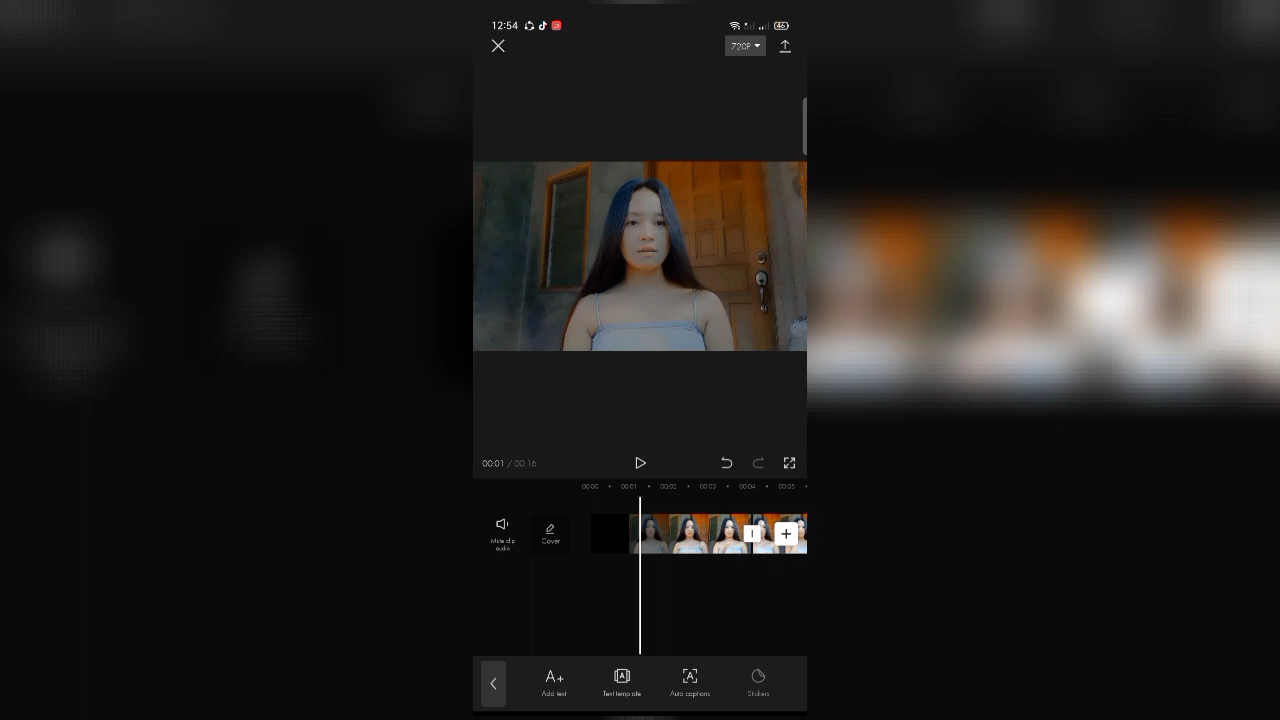 12:54
46
720P
00:01 / 00:16
00:00 00:01 00:02 00:03 00:04 00:05
Mute clip
audio
Cover
Add text
Text template
Auto captions
Stickers